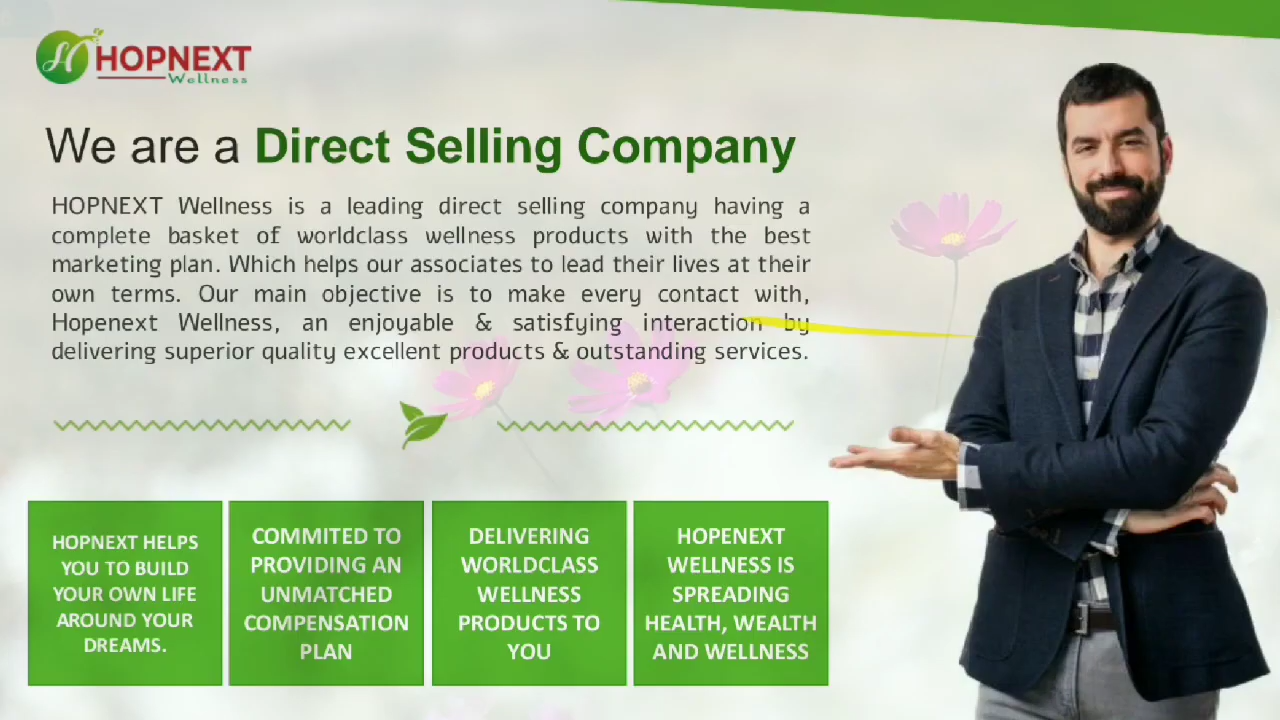 HOPNEXT
Wellness
We are a Direct Selling Company
HOPNEXT Wellness is a leading direct selling company having a
complete basket of worldclass wellness products with the best
marketing plan. Which helps our associates to lead their lives at their
own terms. Our main objective is to make every contact with,
Hopenext Wellness, an enjoyable & satisfying interaction by
delivering superior quality excellent products & outstanding services.
HOPNEXT HELPS
YOU TO BUILD
YOUR OWN LIFE
AROUND YOUR
DREAMS.
COMMITED TO
PROVIDING AN
UNMATCHED
COMPENSATION
PLAN
DELIVERING
WORLDCLASS
WELLNESS
PRODUCTS TO
YOU
HOPENEXT
WELLNESS IS
SPREADING
HEALTH, WEALTH
AND WELLNESS